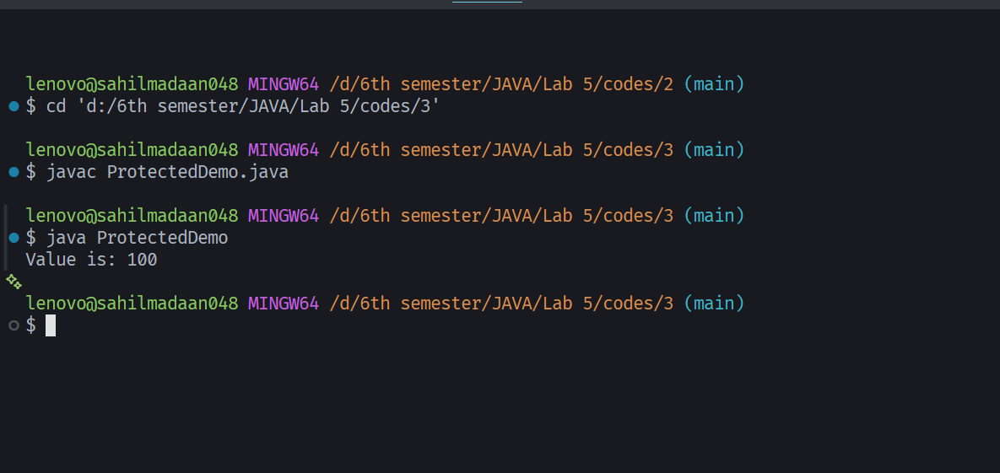 lenovo@sahilmadaan048 MINGW64 /d/6th semester/JAVA/Lab 5/codes/2 (main)
$ cd 'd:/6th semester/JAVA/Lab 5/codes/3'
lenovo@sahilmadaan048 MINGW64 /d/6th semester/JAVA/Lab 5/codes/3 (main)
$ javac ProtectedDemo.java
lenovo@sahilmadaan048 MINGW64 /d/6th semester/JAVA/Lab 5/codes/3 (main)
$ java ProtectedDemo
Value is: 100
lenovo@sahilmadaan048 MINGW64 /d/6th semester/JAVA/Lab 5/codes/3 (main)
$